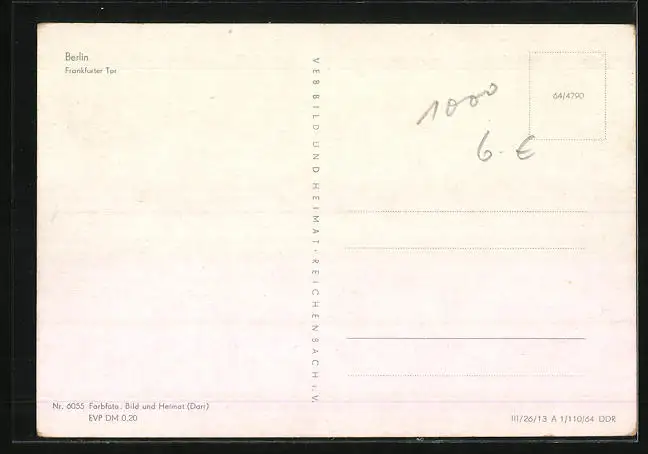 Berlin
Frankfurter Tor
VEB BILD UND HEIMAT · REICHENBACH i. V.
1000
64/4790
6.- €
Nr. 6055 Farbfoto: Bild und Heimat (Darr)
EVP DM 0,20
III/26/13 A 1/110/64 DDR